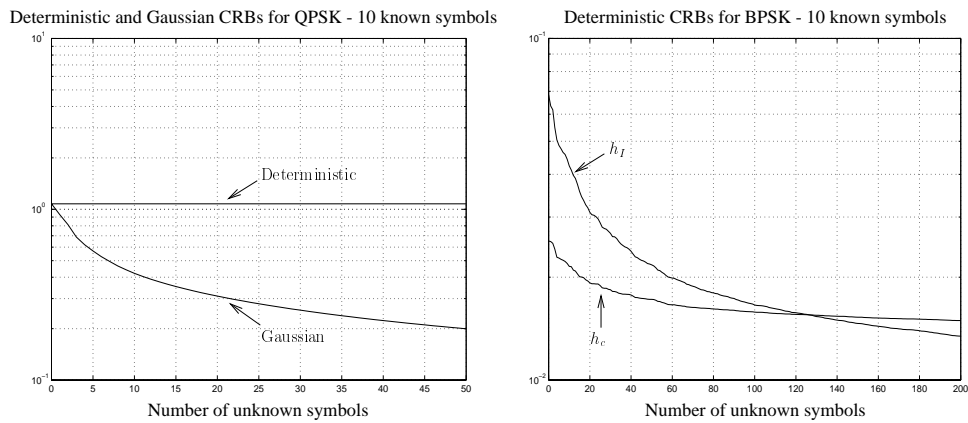 Deterministic and Gaussian CRBs for QPSK - 10 known symbols
10^1
10^0
10^-1
Deterministic
Gaussian
0 5 10 15 20 25 30 35 40 45 50
Number of unknown symbols
Deterministic CRBs for BPSK - 10 known symbols
10^-1
10^-2
h_I
h_c
0 20 40 60 80 100 120 140 160 180 200
Number of unknown symbols